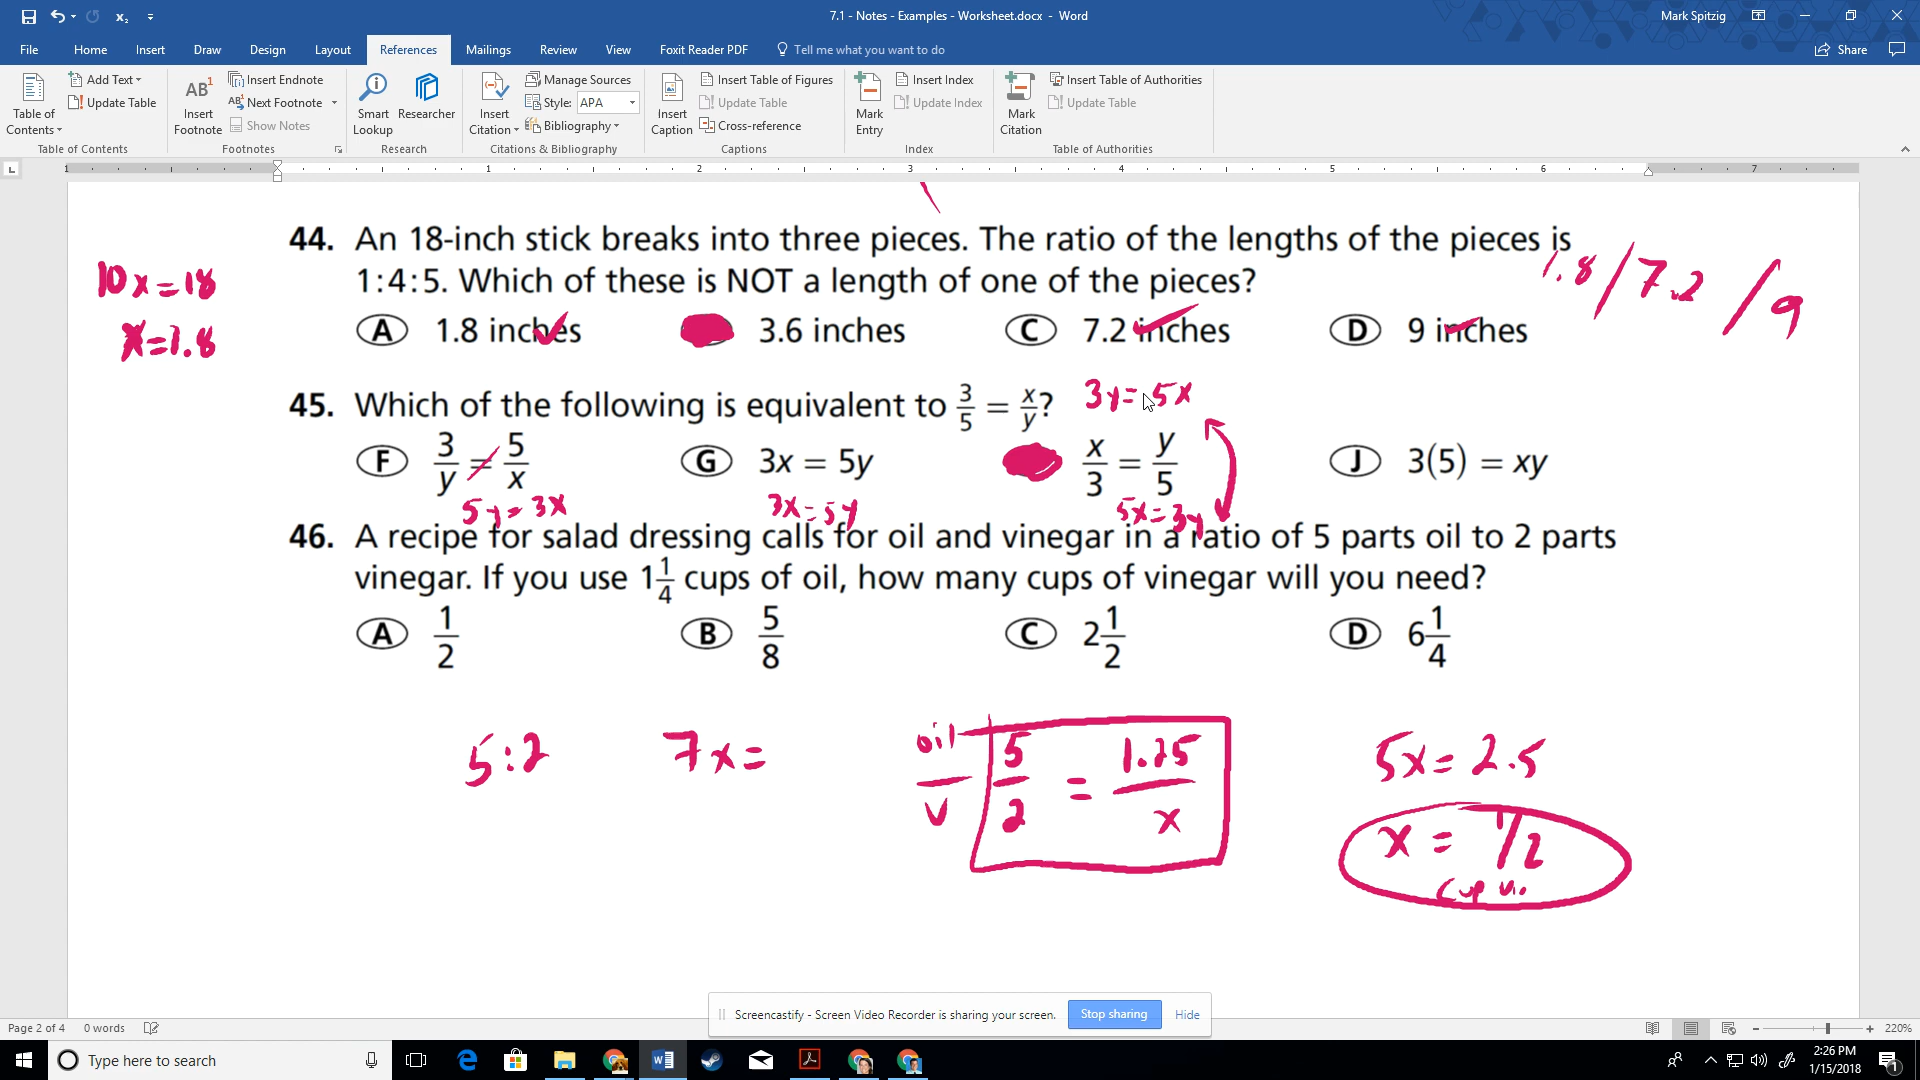 7.1 - Notes - Examples - Worksheet.docx - Word
Mark Spitzig
File Home Insert Draw Design Layout References Mailings Review View Foxit Reader PDF Tell me what you want to do Share
Table of Contents
Add Text
Update Table
Table of Contents
AB1 Insert Footnote
Insert Endnote
Next Footnote
Show Notes
Footnotes
Smart Lookup
Researcher
Research
Insert Citation
Manage Sources
Style: APA
Bibliography
Citations & Bibliography
Insert Caption
Insert Table of Figures
Update Table
Cross-reference
Captions
Mark Entry
Insert Index
Update Index
Index
Mark Citation
Insert Table of Authorities
Update Table
Table of Authorities
1 1 2 3 4 5 6 7
44. An 18-inch stick breaks into three pieces. The ratio of the lengths of the pieces is
1:4:5. Which of these is NOT a length of one of the pieces?
10x=18
x=1.8
1.8/7.2/9
A 1.8 inches 3.6 inches C 7.2 inches D 9 inches
45. Which of the following is equivalent to 3/5 = x/y? 3y=5x
F 3/y = 5/x G 3x = 5y x/3 = y/5 J 3(5) = xy
5y=3x 3x=5y 5x=3y
46. A recipe for salad dressing calls for oil and vinegar in a ratio of 5 parts oil to 2 parts
vinegar. If you use 1 1/4 cups of oil, how many cups of vinegar will you need?
A 1/2 B 5/8 C 2 1/2 D 6 1/4
5:2 7x= oil/v 5/2 = 1.25/x 5x=2.5
x = 1/2
cup
Screencastify - Screen Video Recorder is sharing your screen. Stop sharing Hide
Page 2 of 4 0 words 220%
Type here to search
2:26 PM
1/15/2018
1